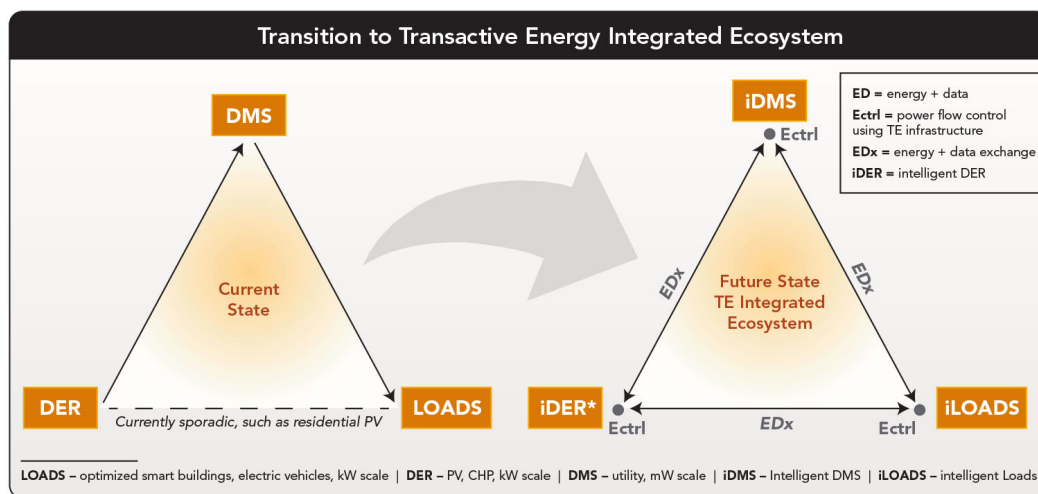 Transition to Transactive Energy Integrated Ecosystem
DMS
Current
State
DER
LOADS
Currently sporadic, such as residential PV
iDMS
Ectrl
EDx
EDx
Future State
TE Integrated
Ecosystem
iDER*
Ectrl
EDx
Ectrl
iLOADS
ED = energy + data
Ectrl = power flow control
using TE infrastructure
EDx = energy + data exchange
iDER = intelligent DER
LOADS – optimized smart buildings, electric vehicles, kW scale | DER – PV, CHP, kW scale | DMS – utility, mW scale | iDMS – Intelligent DMS | iLOADS – intelligent Loads